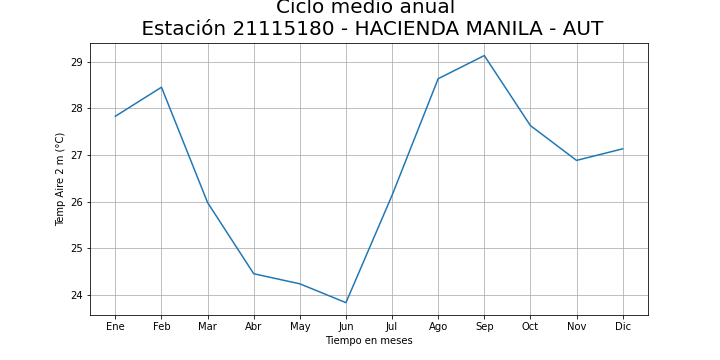 Ciclo medio anual
Estación 21115180 - HACIENDA MANILA - AUT
Temp Aire 2 m (°C)
29
28
27
26
25
24
Ene Feb Mar Abr May Jun Jul Ago Sep Oct Nov Dic
Tiempo en meses